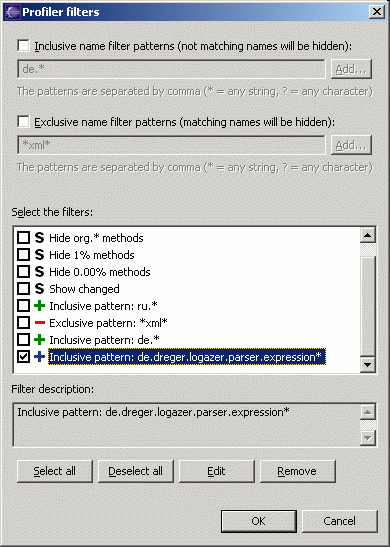 Profiler filters
Inclusive name filter patterns (not matching names will be hidden):
de.*
Add...
The patterns are separated by comma (* = any string, ? = any character)
Exclusive name filter patterns (matching names will be hidden):
*xml*
Add...
The patterns are separated by comma (* = any string, ? = any character)
Select the filters:
S Hide org.* methods
S Hide 1% methods
S Hide 0.00% methods
S Show changed
Inclusive pattern: ru.*
Exclusive pattern: *xml*
Inclusive pattern: de.*
Inclusive pattern: de.dreger.logazer.parser.expression*
Filter description:
Inclusive pattern: de.dreger.logazer.parser.expression*
Select all Deselect all Edit Remove
OK Cancel